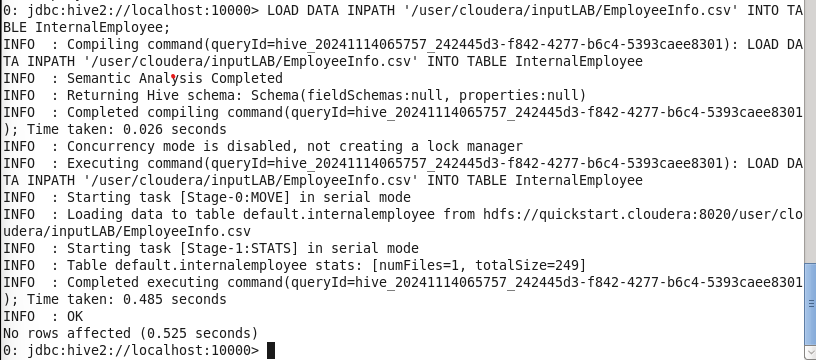 0: jdbc:hive2://localhost:10000> LOAD DATA INPATH '/user/cloudera/inputLAB/EmployeeInfo.csv' INTO TA
BLE InternalEmployee;
INFO  : Compiling command(queryId=hive_20241114065757_242445d3-f842-4277-b6c4-5393caee8301): LOAD DA
TA INPATH '/user/cloudera/inputLAB/EmployeeInfo.csv' INTO TABLE InternalEmployee
INFO  : Semantic Analysis Completed
INFO  : Returning Hive schema: Schema(fieldSchemas:null, properties:null)
INFO  : Completed compiling command(queryId=hive_20241114065757_242445d3-f842-4277-b6c4-5393caee8301
); Time taken: 0.026 seconds
INFO  : Concurrency mode is disabled, not creating a lock manager
INFO  : Executing command(queryId=hive_20241114065757_242445d3-f842-4277-b6c4-5393caee8301): LOAD DA
TA INPATH '/user/cloudera/inputLAB/EmployeeInfo.csv' INTO TABLE InternalEmployee
INFO  : Starting task [Stage-0:MOVE] in serial mode
INFO  : Loading data to table default.internalemployee from hdfs://quickstart.cloudera:8020/user/clo
udera/inputLAB/EmployeeInfo.csv
INFO  : Starting task [Stage-1:STATS] in serial mode
INFO  : Table default.internalemployee stats: [numFiles=1, totalSize=249]
INFO  : Completed executing command(queryId=hive_20241114065757_242445d3-f842-4277-b6c4-5393caee8301
); Time taken: 0.485 seconds
INFO  : OK
No rows affected (0.525 seconds)
0: jdbc:hive2://localhost:10000>